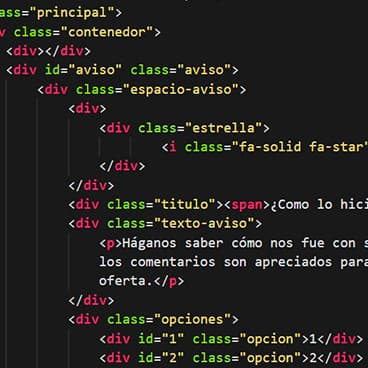 ass="principal">
v class="contenedor">
<div></div>
<div id="aviso" class="aviso">
<div class="espacio-aviso">
<div>
<div class="estrella">
<i class="fa-solid fa-star"
</div>
</div>
<div class="titulo"><span>¿Como lo hici
<div class="texto-aviso">
<p>Háganos saber cómo nos fue con s
los comentarios son apreciados para
oferta.</p>
</div>
<div class="opciones">
<div id="1" class="opcion">1</div>
<div id="2" class="opcion">2</div>